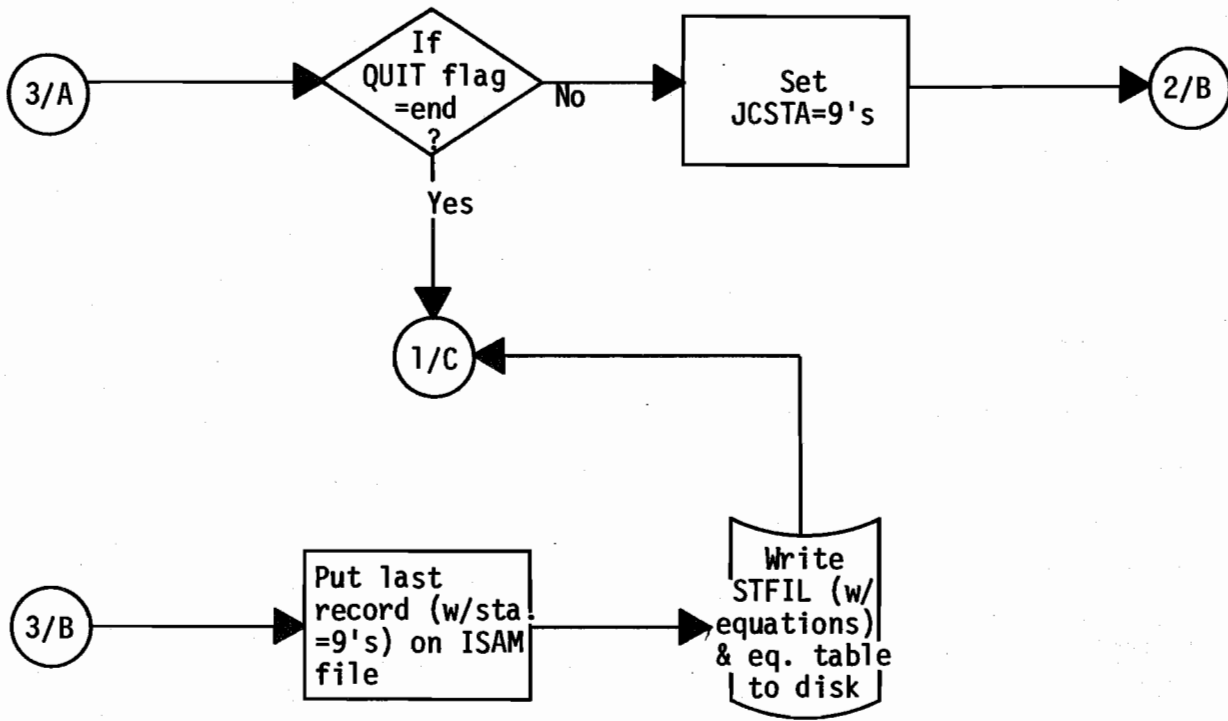 3/A
If
QUIT flag
=end
?
No
Yes
Set
JCSTA=9's
2/B
1/C
3/B
Put last
record (w/sta.
=9's) on ISAM
file
Write
STFIL (w/
equations)
& eq. table
to disk